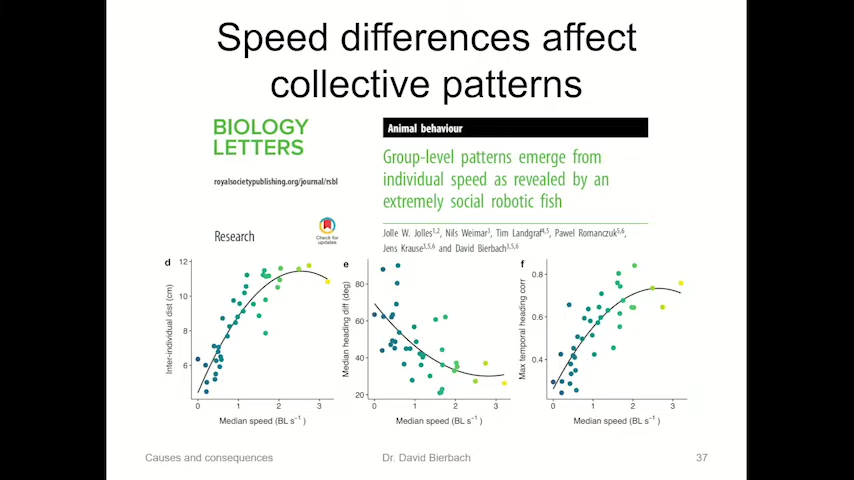 Speed differences affect
collective patterns
BIOLOGY
LETTERS
royalsocietypublishing.org/journal/rsbl
Research
Check for
updates
Animal behaviour
Group-level patterns emerge from
individual speed as revealed by an
extremely social robotic fish
Jolle W. Jolles1,2, Nils Weimar3, Tim Landgraf4,5, Pawel Romanczuk5,6,
Jens Krause3,5,6 and David Bierbach3,5,6
d
Inter-individual dist (cm)
12
10
8
6
0 1 2 3
Median speed (BL s−1)
e
Median heading diff (deg)
80
60
40
20
0 1 2 3
Median speed (BL s−1)
f
Max temporal heading corr
0.8
0.6
0.4
0 1 2 3
Median speed (BL s−1)
Causes and consequences
Dr. David Bierbach
37